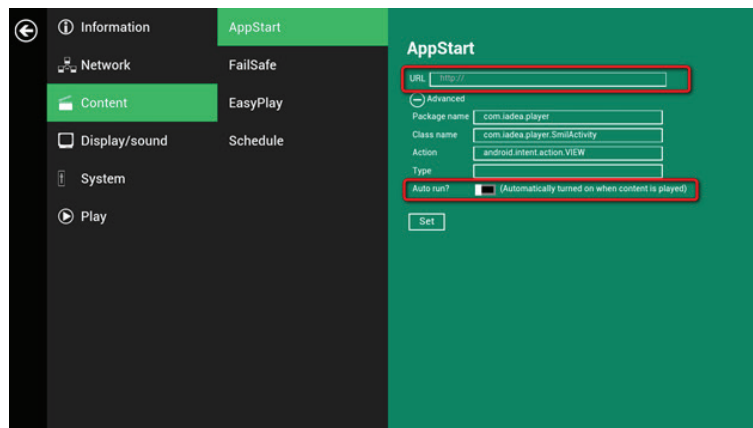 Information
Network
Content
Display/sound
System
Play
AppStart
FailSafe
EasyPlay
Schedule
AppStart
URL http://
Advanced
Package name com.iadea.player
Class name com.iadea.player.SmilActivity
Action android.intent.action.VIEW
Type
Auto run? (Automatically turned on when content is played)
Set